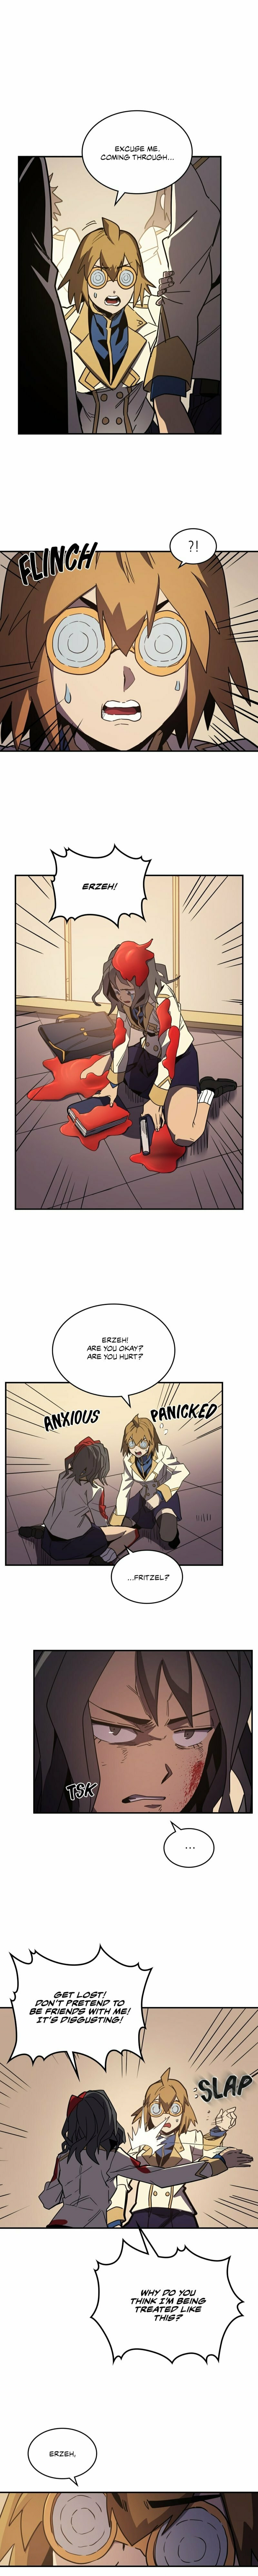 EXCUSE ME.
COMING THROUGH...
?!
FLINCH
ERZEH!
ERZEH!
ARE YOU OKAY?
ARE YOU HURT?
ANXIOUS
PANICKED
...FRITZEL?
TSK
...
GET LOST!
DON'T PRETEND TO
BE FRIENDS WITH ME!
IT'S DISGUSTING!
SLAP
WHY DO YOU
THINK I'M BEING
TREATED LIKE
THIS?
ERZEH,